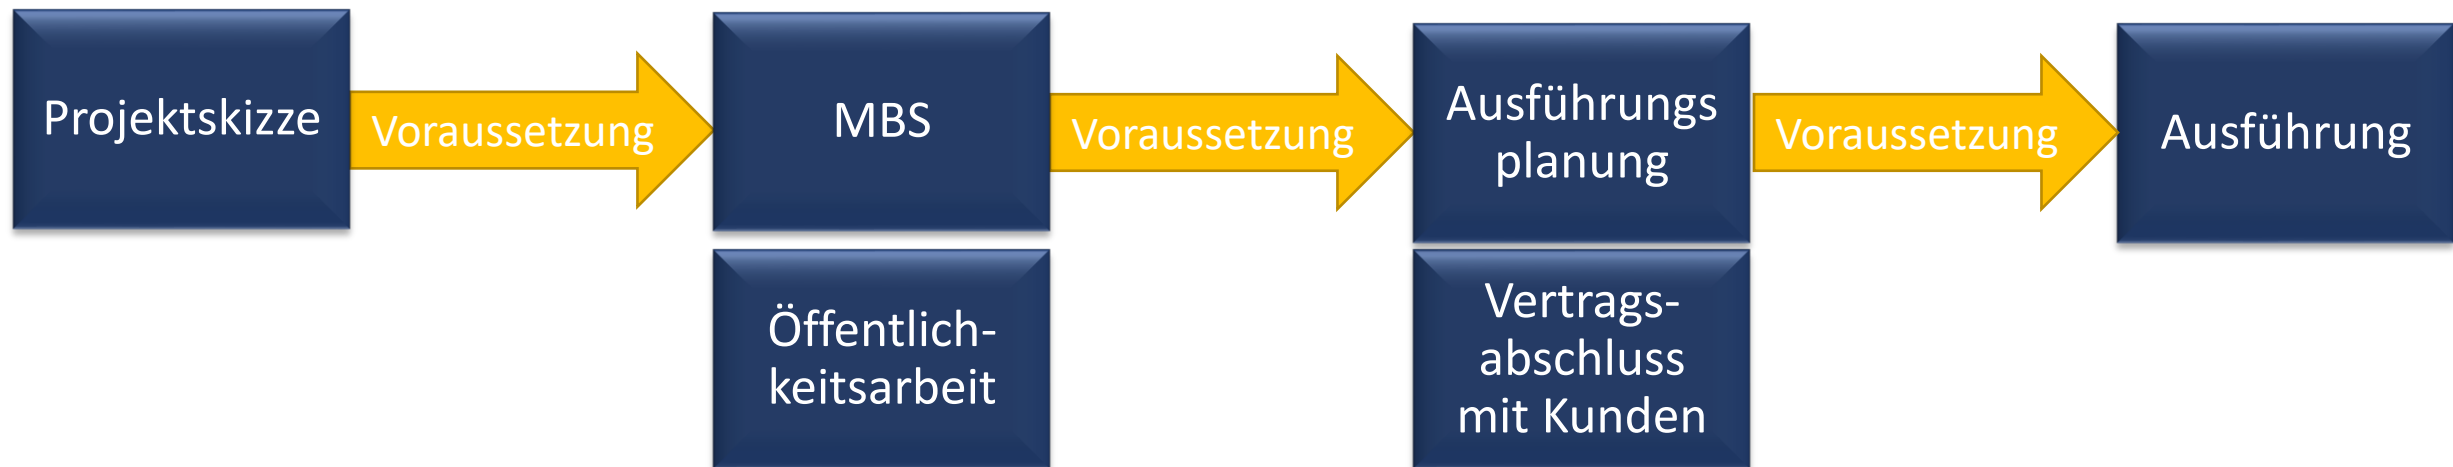 Projektskizze
Voraussetzung
MBS
Voraussetzung
Ausführungs
planung
Voraussetzung
Ausführung
Öffentlich-
keitsarbeit
Vertrags-
abschluss
mit Kunden